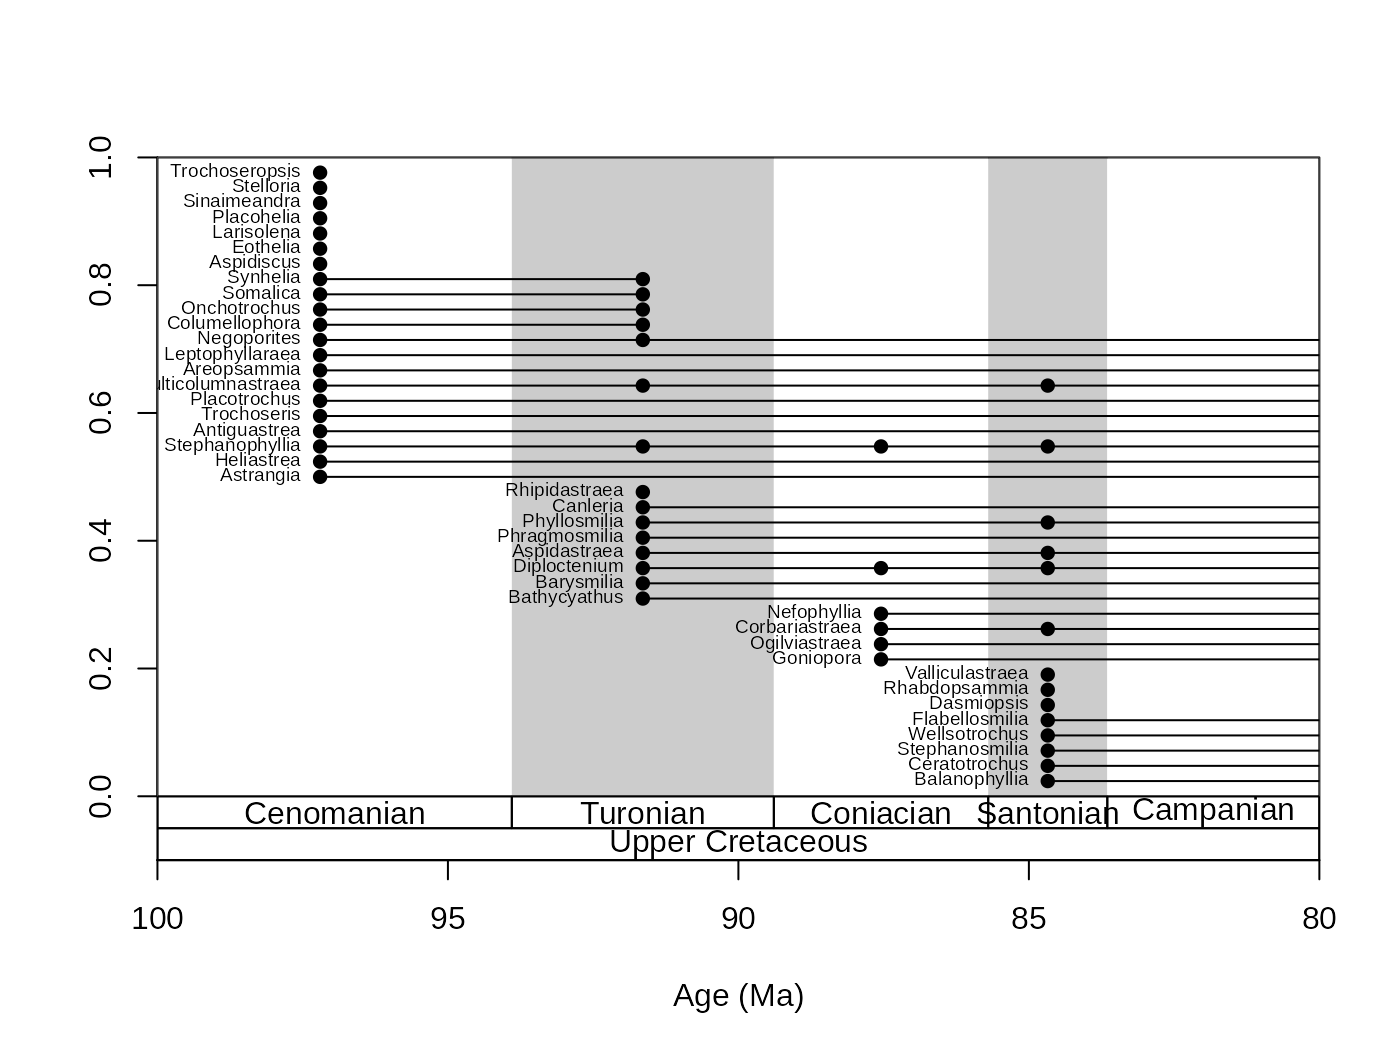 1.0
Trochoseropsis
Stelloria
Sinaimeandra
Placohelia
Larisolena
Eothelia
Aspidiscus
0.8
Synhelia
Somalica
Onchotrochus
Columellophora
Negoporites
Leptophyllaraea
Areopsammia
ulticolumnastraea
0.6
Placotrochus
Trochoseris
Antiguastrea
Stephanophyllia
Heliastrea
Astrangia
Rhipidastraea
Canleria
Phyllosmilia
0.4
Phragmosmilia
Aspidastraea
Diploctenium
Barysmilia
Bathycyathus
Nefophyllia
Corbariastraea
Ogilviastraea
Goniopora
0.2
Valliculastraea
Rhabdopsammia
Dasmiopsis
Flabellosmilia
Wellsotrochus
Stephanosmilia
Ceratotrochus
Balanophyllia
0.0
Cenomanian Turonian Coniacian Santonian Campanian
Upper Cretaceous
100 95 90 85 80
Age (Ma)